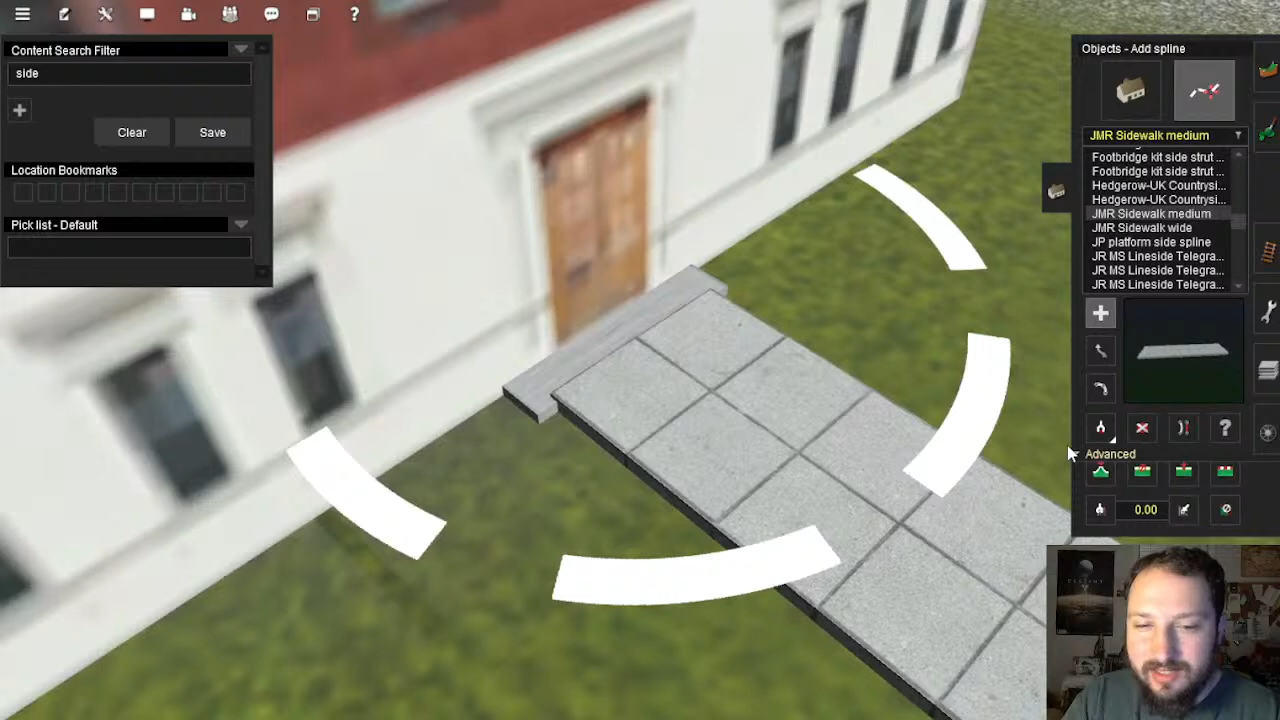 ?
Content Search Filter
side
Clear
Save
Location Bookmarks
Pick list - Default
Objects - Add spline
JMR Sidewalk medium
Footbridge kit side strut ...
Footbridge kit side strut ...
Hedgerow-UK Countrysi...
Hedgerow-UK Countrysi...
JMR Sidewalk medium
JMR Sidewalk wide
JP platform side spline
JR MS Lineside Telegra...
JR MS Lineside Telegra...
JR MS Lineside Telegra...
?
Advanced
0.00
DESTINY